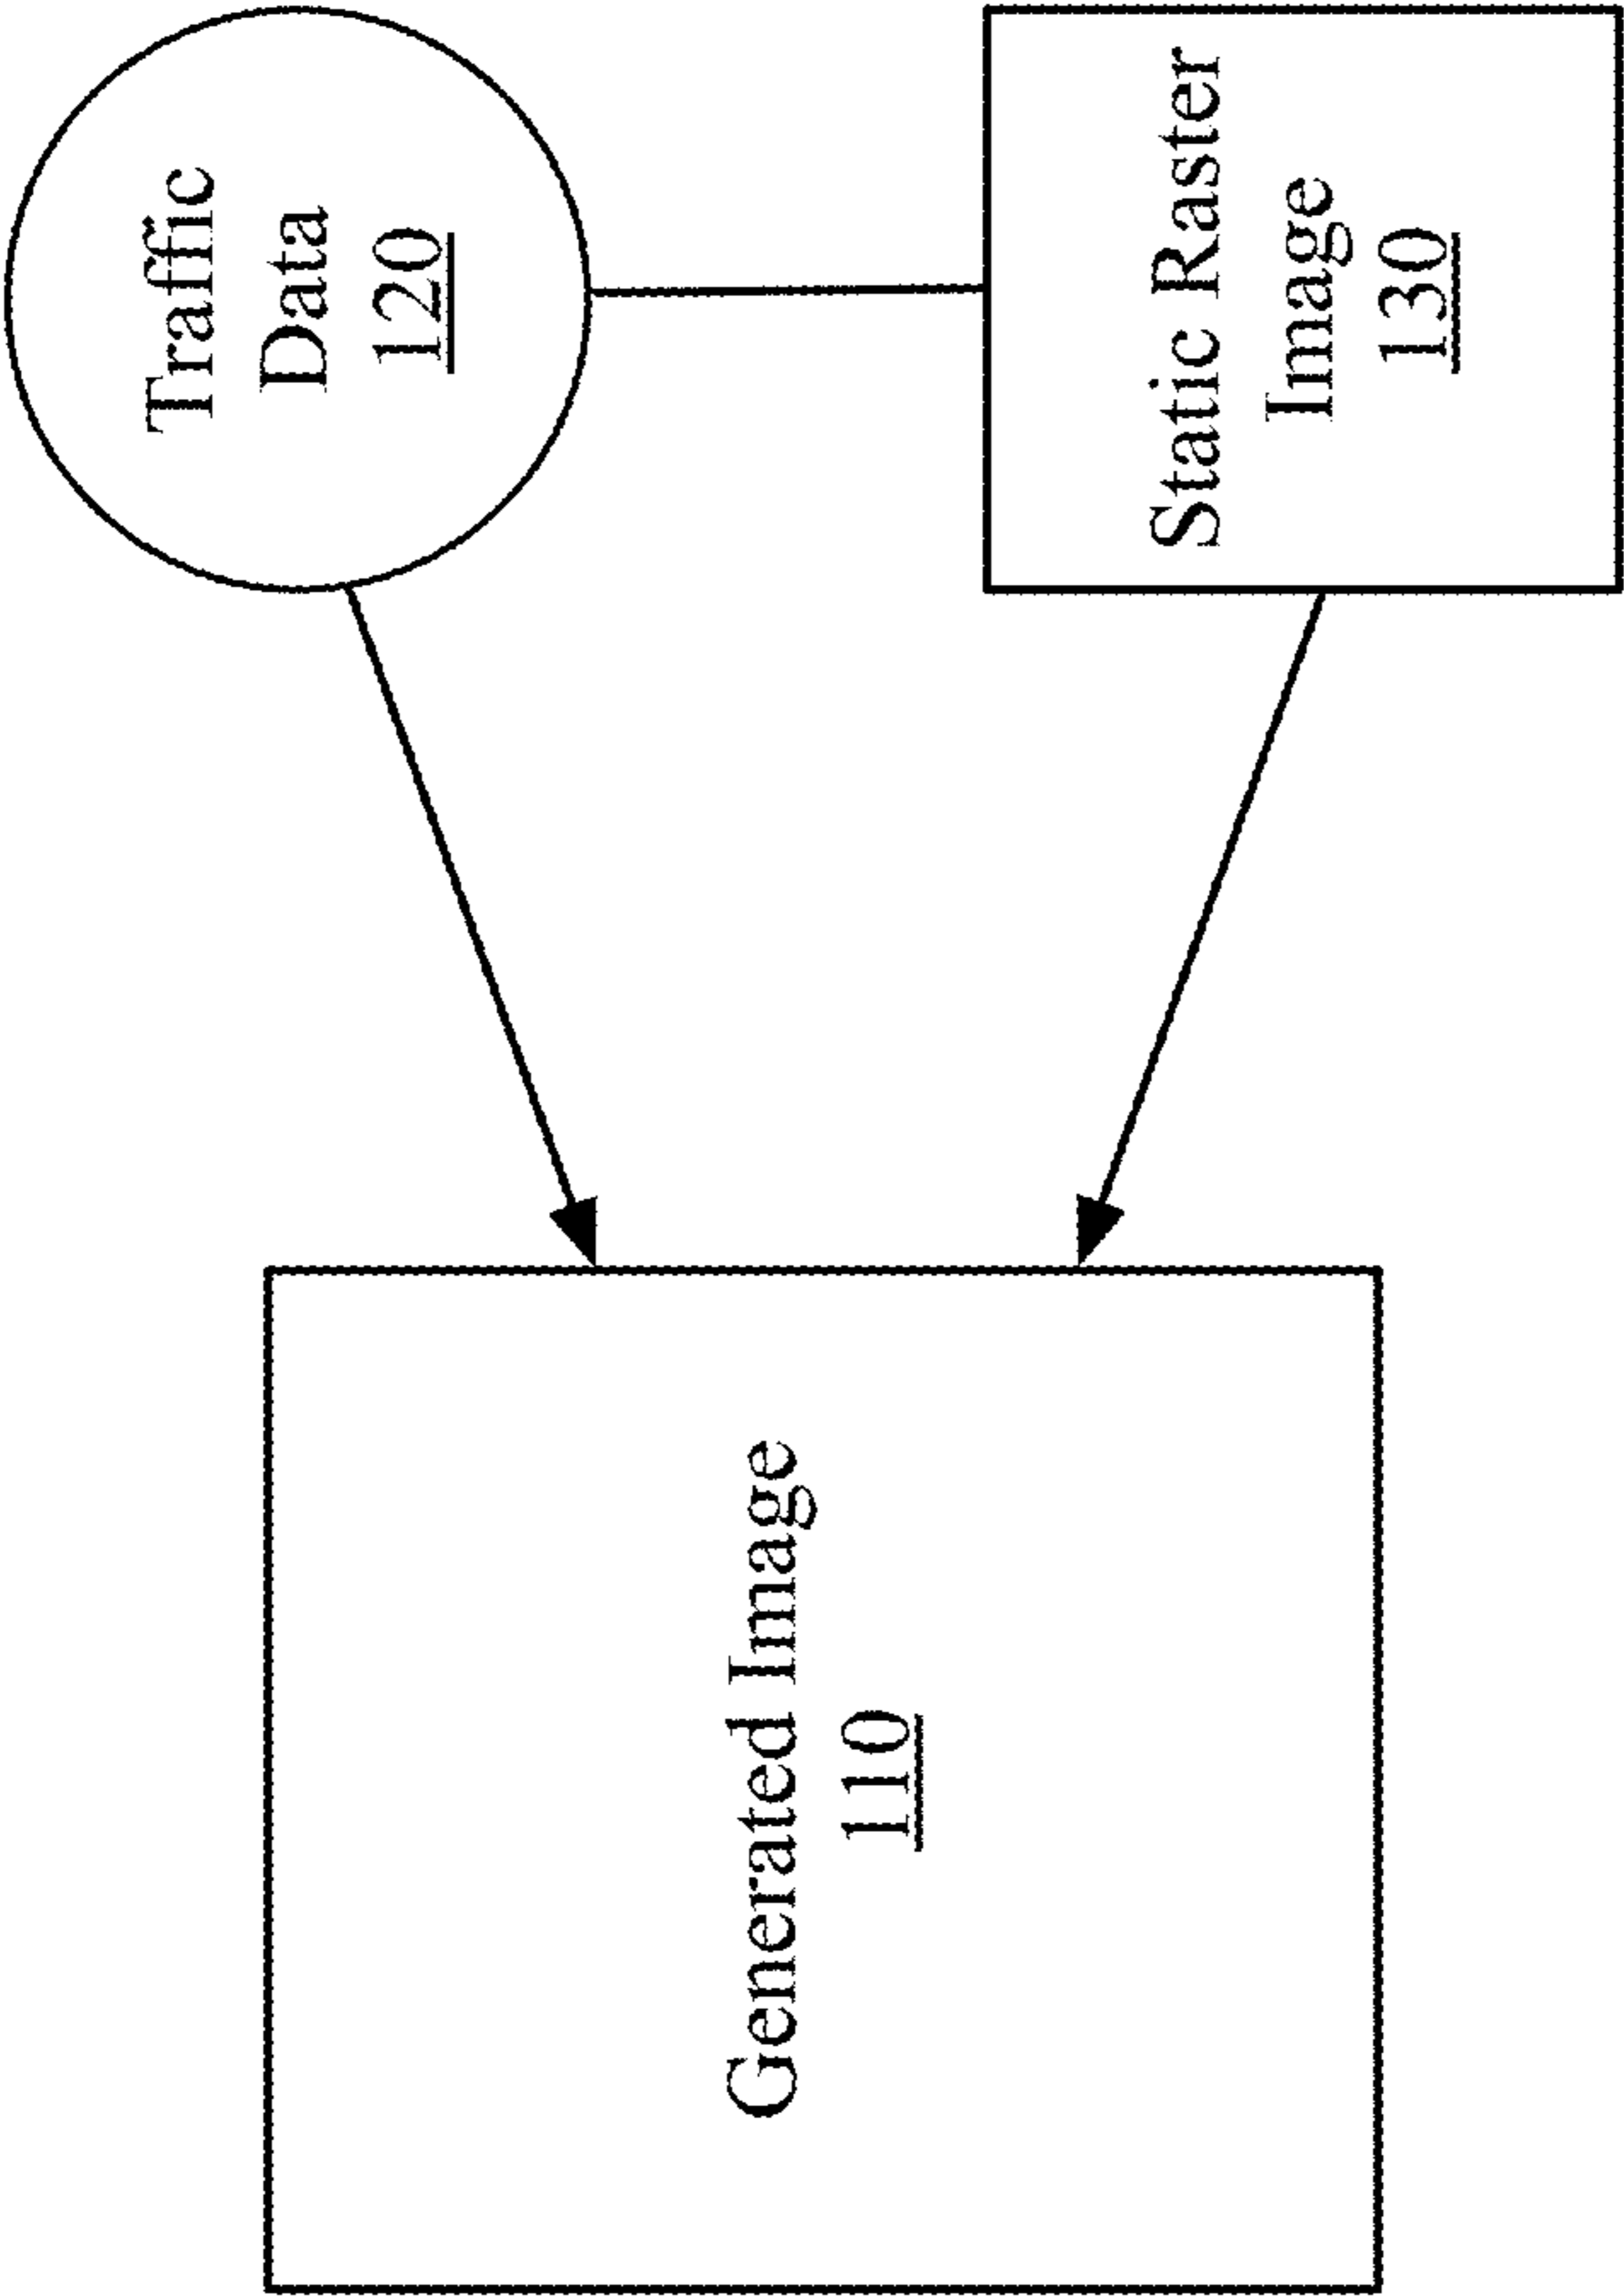 Traffic
Data
120
Static Raster
Image
130
Generated Image
110